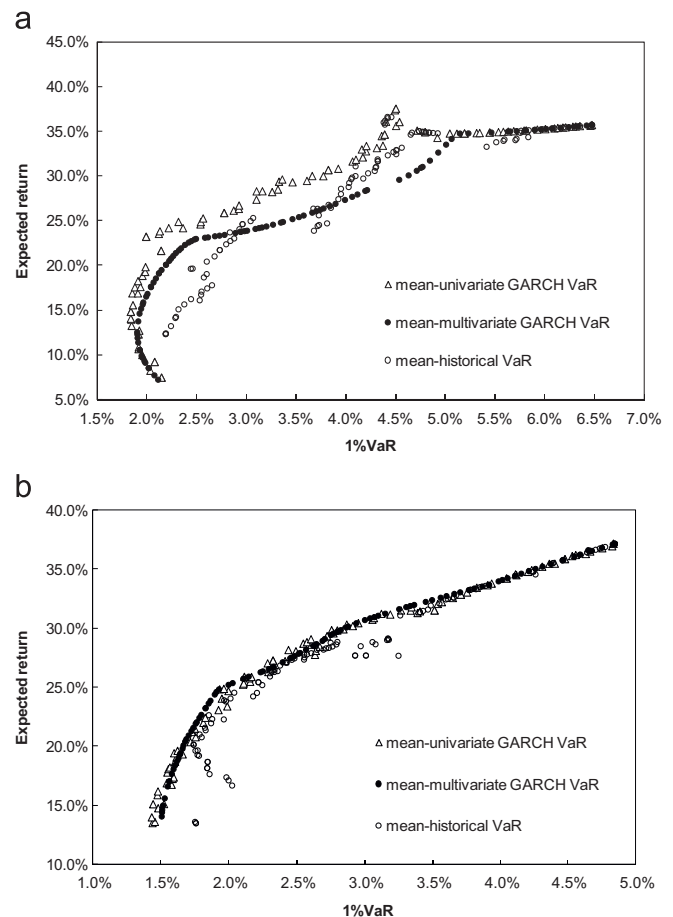 a
45.0%
40.0%
35.0%
30.0%
25.0%
20.0%
15.0%
10.0%
5.0%
Expected return
mean-univariate GARCH VaR
mean-multivariate GARCH VaR
mean-historical VaR
1.5% 2.0% 2.5% 3.0% 3.5% 4.0% 4.5% 5.0% 5.5% 6.0% 6.5% 7.0%
1%VaR
b
40.0%
35.0%
30.0%
25.0%
20.0%
15.0%
10.0%
Expected return
mean-univariate GARCH VaR
mean-multivariate GARCH VaR
mean-historical VaR
1.0% 1.5% 2.0% 2.5% 3.0% 3.5% 4.0% 4.5% 5.0%
1%VaR